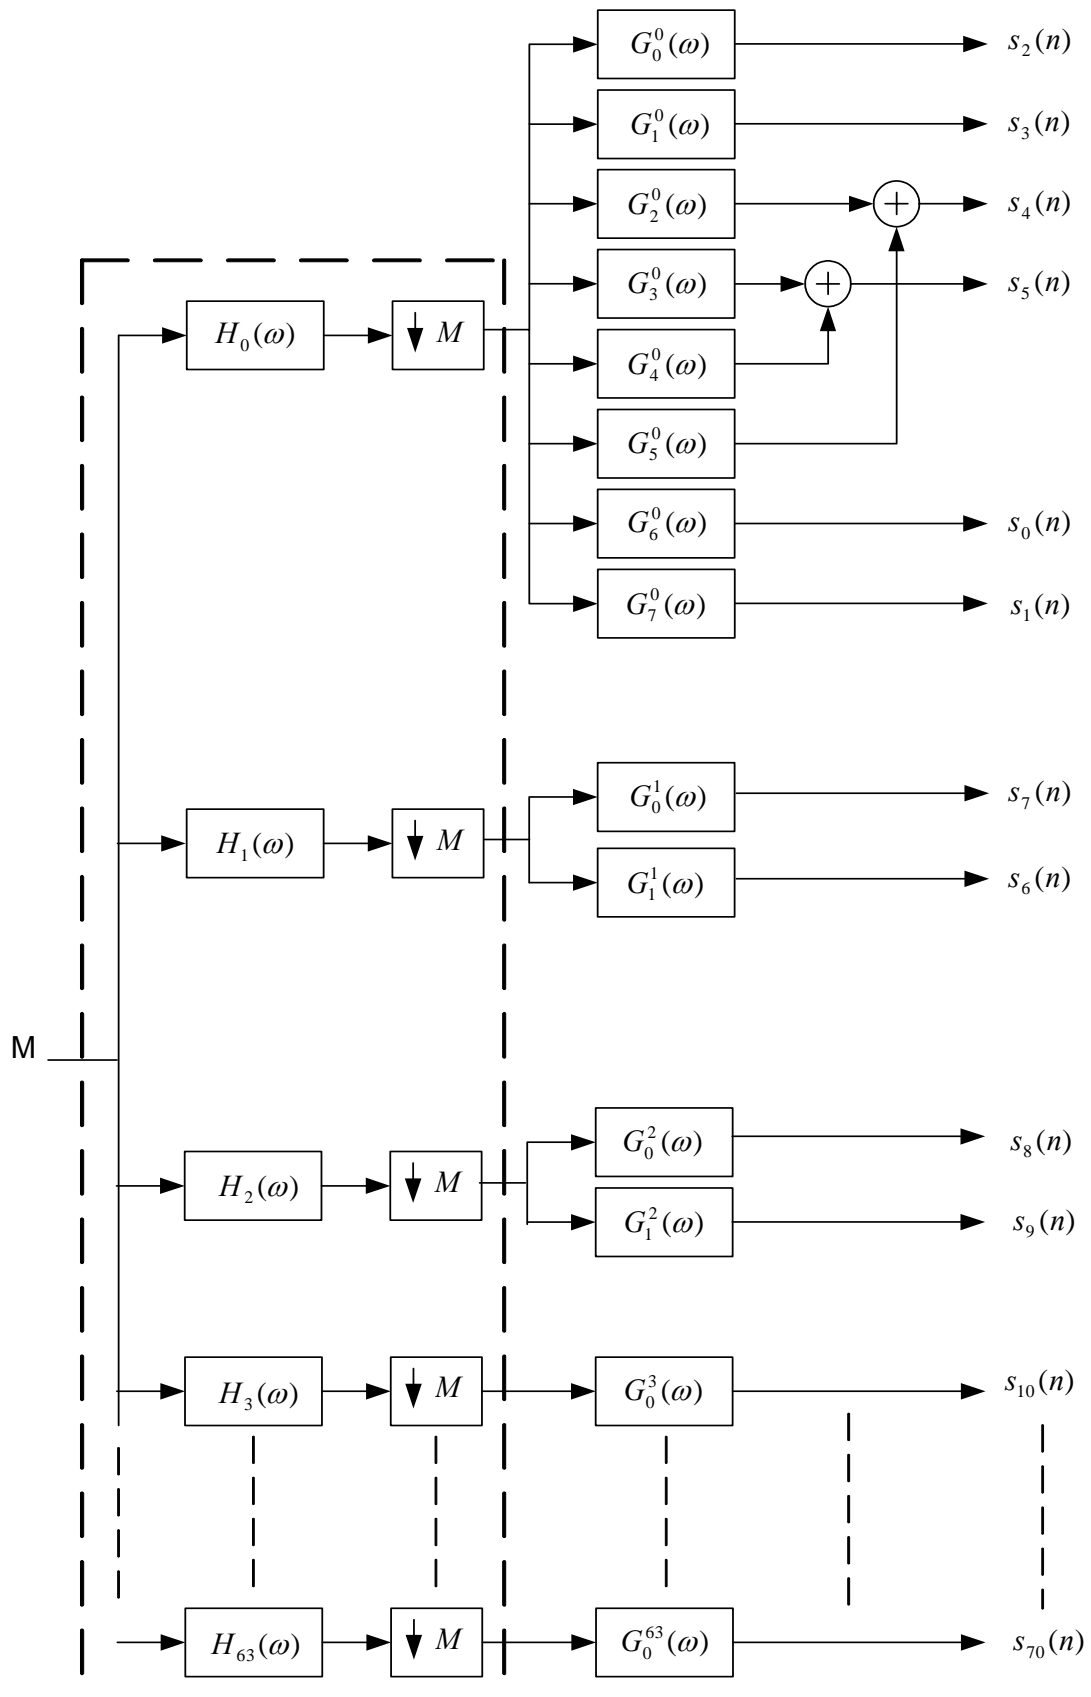 G_0^0(ω) s_2(n)
G_1^0(ω) s_3(n)
G_2^0(ω) + s_4(n)
G_3^0(ω) + s_5(n)
H_0(ω) ↓ M
G_4^0(ω)
G_5^0(ω)
G_6^0(ω) s_0(n)
G_7^0(ω) s_1(n)
G_0^1(ω) s_7(n)
H_1(ω) ↓ M
G_1^1(ω) s_6(n)
M
G_0^2(ω) s_8(n)
H_2(ω) ↓ M
G_1^2(ω) s_9(n)
H_3(ω) ↓ M G_0^3(ω) s_10(n)
H_63(ω) ↓ M G_0^63(ω) s_70(n)